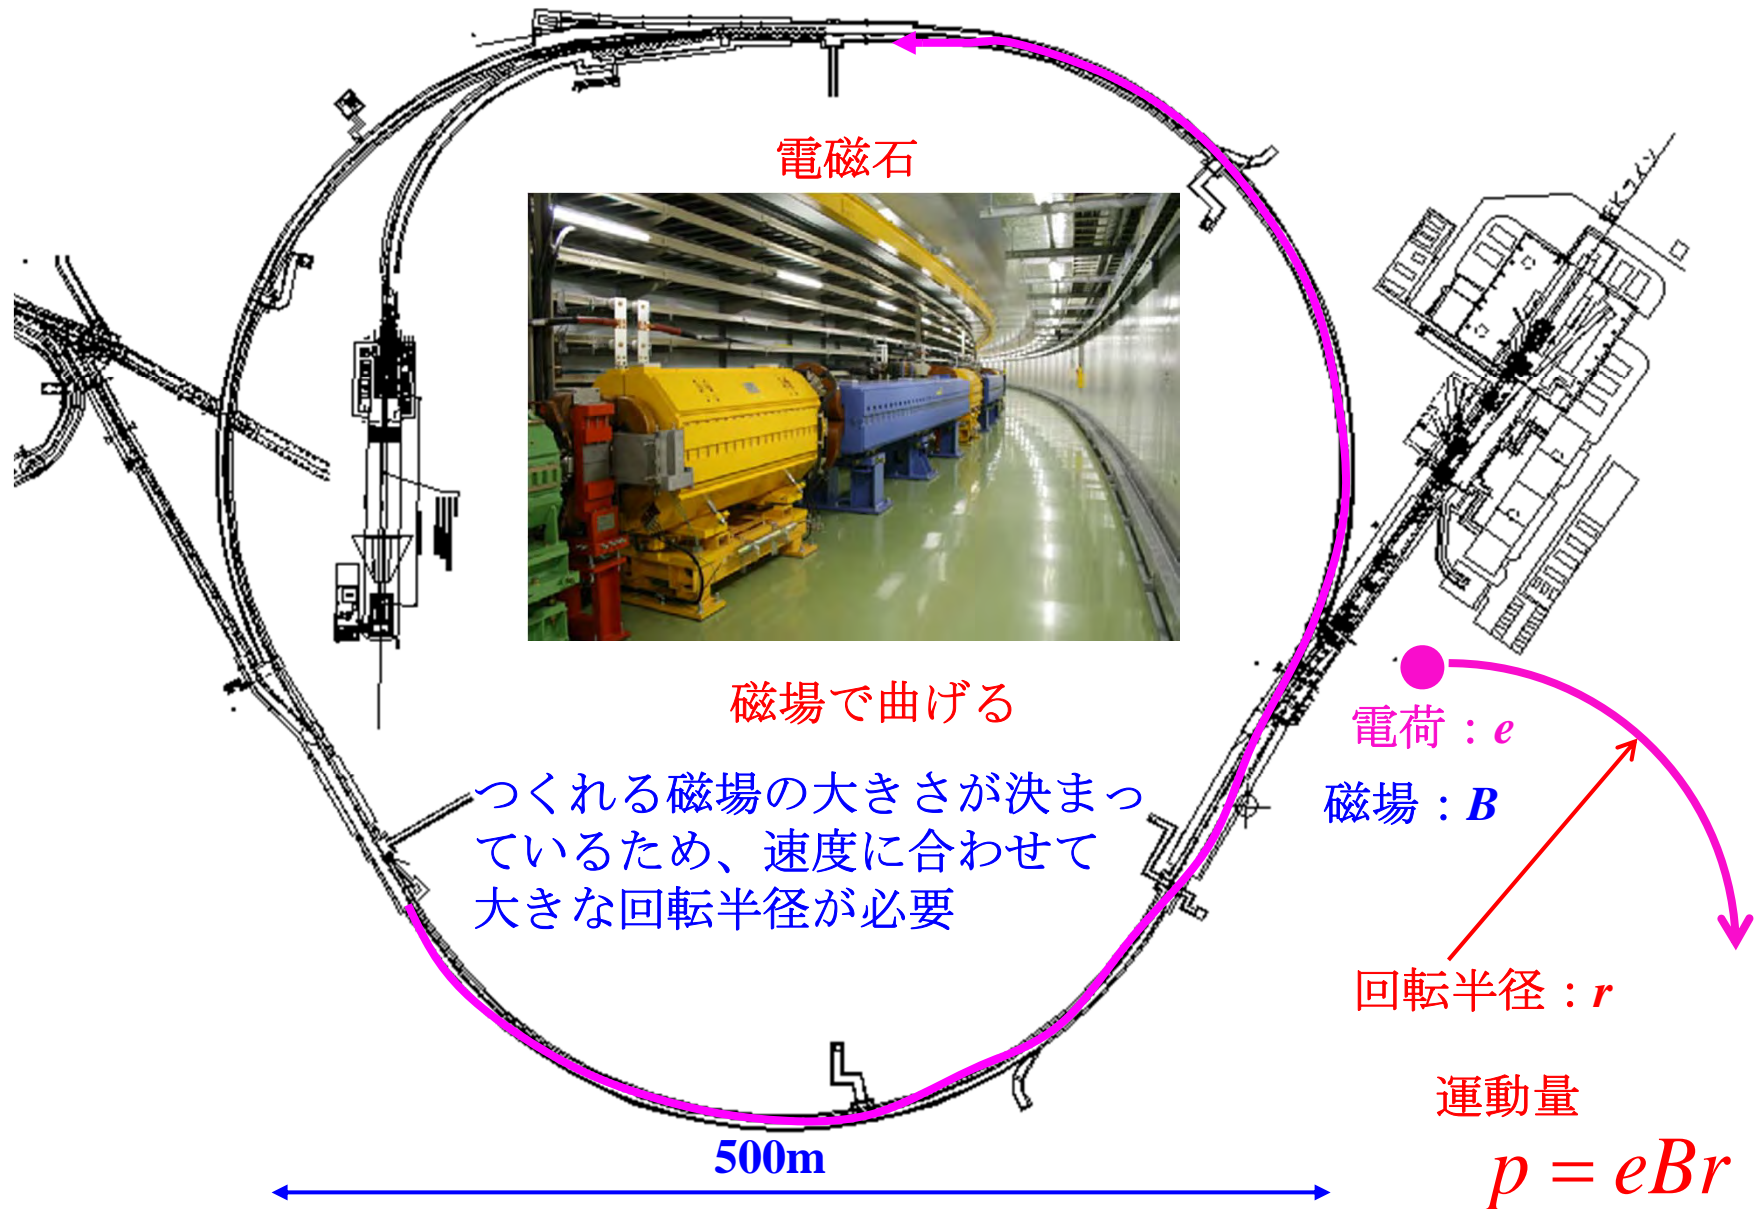 電磁石
磁場で曲げる
つくれる磁場の大きさが決まっ
ているため、速度に合わせて
大きな回転半径が必要
電荷：e
磁場：B
回転半径：r
運動量
p = eBr
500m